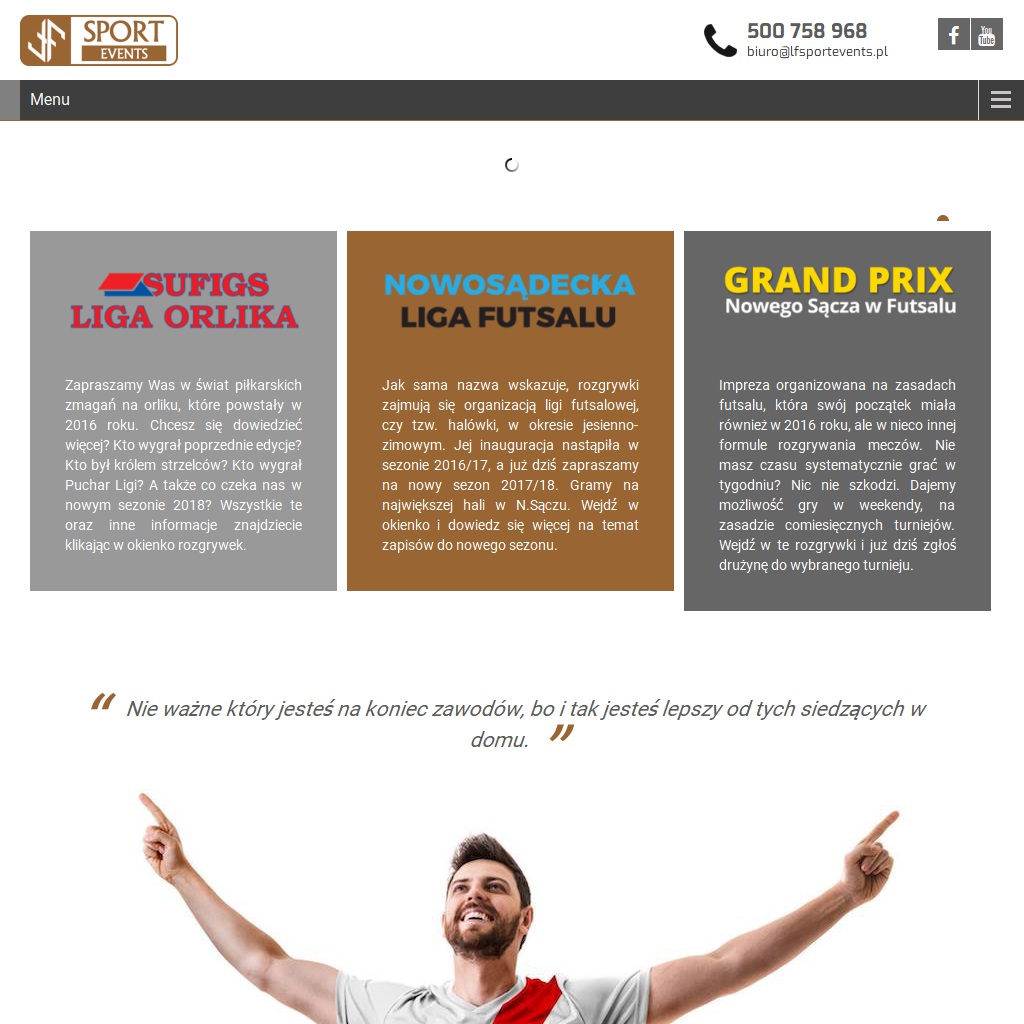 SPORT
EVENTS
500 758 968
biuro@lfsportevents.pl
You
Tube
Menu
SUFIGS
LIGA ORLIKA
Zapraszamy Was w świat piłkarskich
zmagań na orliku, które powstały w
2016 roku. Chcesz się dowiedzieć
więcej? Kto wygrał poprzednie edycje?
Kto był królem strzelców? Kto wygrał
Puchar Ligi? A także co czeka nas w
nowym sezonie 2018? Wszystkie te
oraz inne informacje znajdziecie
klikając w okienko rozgrywek.
NOWOSĄDECKA
LIGA FUTSALU
Jak sama nazwa wskazuje, rozgrywki
zajmują się organizacją ligi futsalowej,
czy tzw. halówki, w okresie jesienno-
zimowym. Jej inauguracja nastąpiła w
sezonie 2016/17, a już dziś zapraszamy
na nowy sezon 2017/18. Gramy na
największej hali w N.Sączu. Wejdź w
okienko i dowiedz się więcej na temat
zapisów do nowego sezonu.
GRAND PRIX
Nowego Sącza w Futsalu
Impreza organizowana na zasadach
futsalu, która swój początek miała
również w 2016 roku, ale w nieco innej
formule rozgrywania meczów. Nie
masz czasu systematycznie grać w
tygodniu? Nic nie szkodzi. Dajemy
możliwość gry w weekendy, na
zasadzie comiesięcznych turniejów.
Wejdź w te rozgrywki i już dziś zgłoś
drużynę do wybranego turnieju.
“ Nie ważne który jesteś na koniec zawodów, bo i tak jesteś lepszy od tych siedzących w
domu. ”